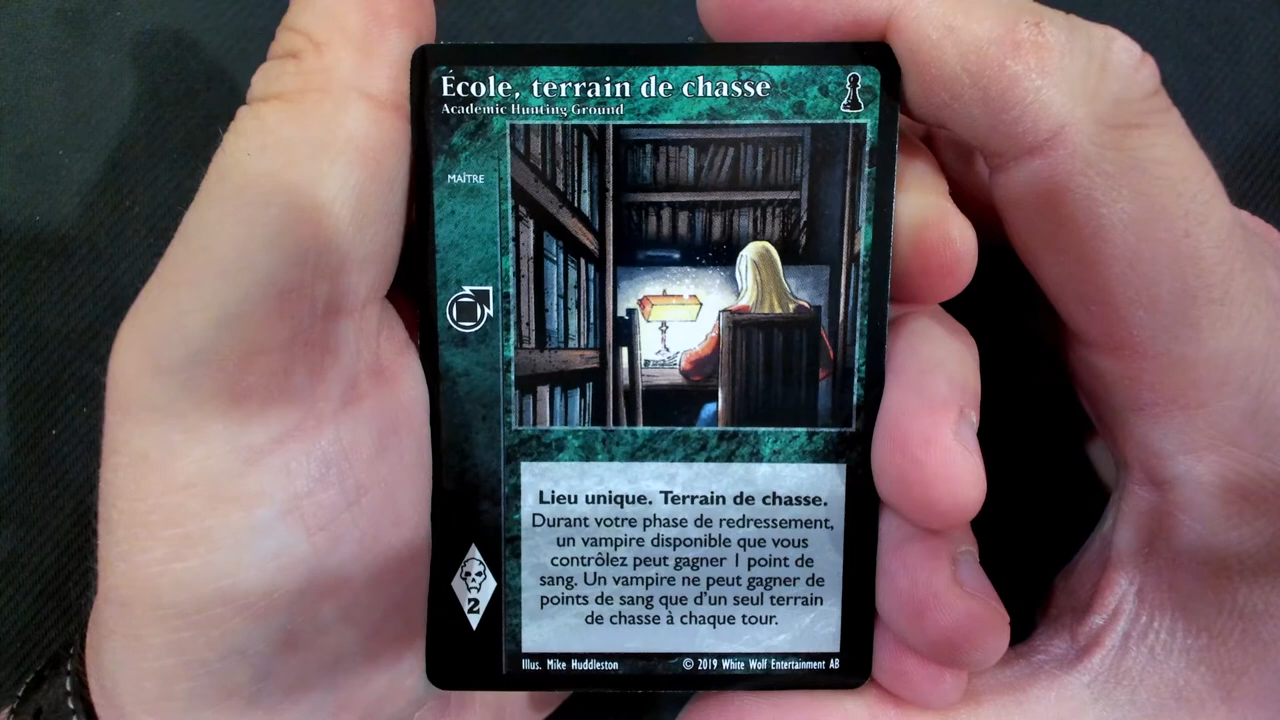 École, terrain de chasse
Academic Hunting Ground
MAÎTRE
Lieu unique. Terrain de chasse.
Durant votre phase de redressement,
un vampire disponible que vous
contrôlez peut gagner 1 point de
sang. Un vampire ne peut gagner de
points de sang que d'un seul terrain
de chasse à chaque tour.
2
Illus. Mike Huddleston
© 2019 White Wolf Entertainment AB